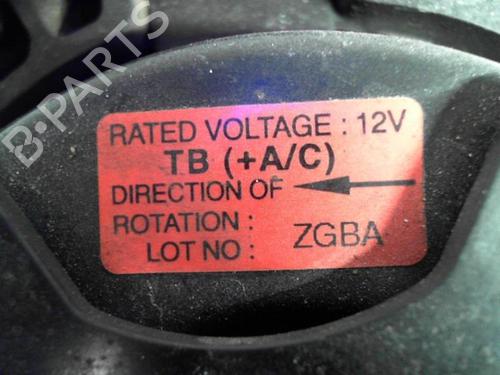 B-PARTS
RATED VOLTAGE : 12V
TB (+A/C)
DIRECTION OF
ROTATION :
LOT NO : ZGBA